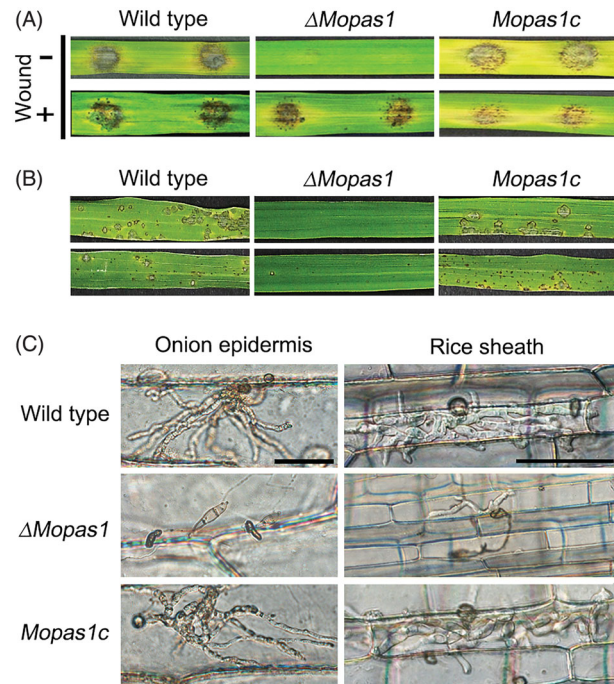 (A)
Wild type ΔMopas1 Mopas1c
Wound
-
+
(B)
Wild type ΔMopas1 Mopas1c
(C)
Onion epidermis Rice sheath
Wild type
ΔMopas1
Mopas1c